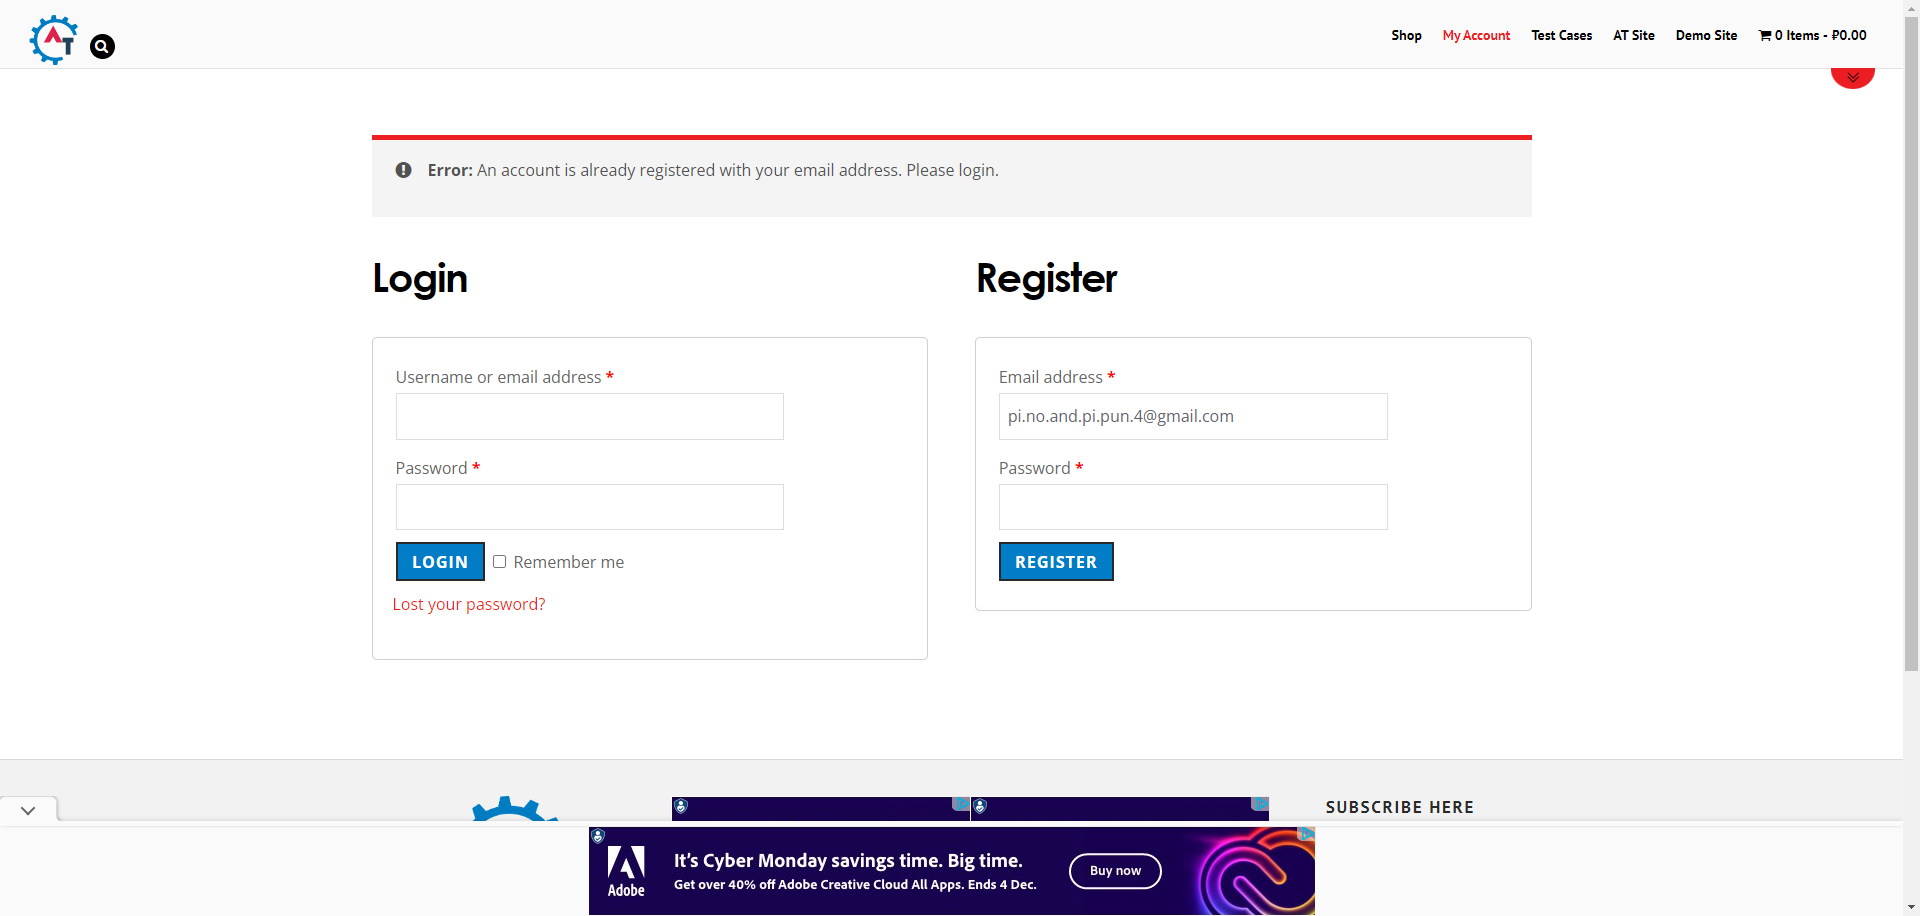 AT
Shop
My Account
Test Cases
AT Site
Demo Site
0 Items - ₽0.00
Error: An account is already registered with your email address. Please login.
Login
Register
Username or email address *
Password *
LOGIN
Remember me
Lost your password?
Email address *
pi.no.and.pi.pun.4@gmail.com
Password *
REGISTER
SUBSCRIBE HERE
Adobe
It's Cyber Monday savings time. Big time.
Get over 40% off Adobe Creative Cloud All Apps. Ends 4 Dec.
Buy now